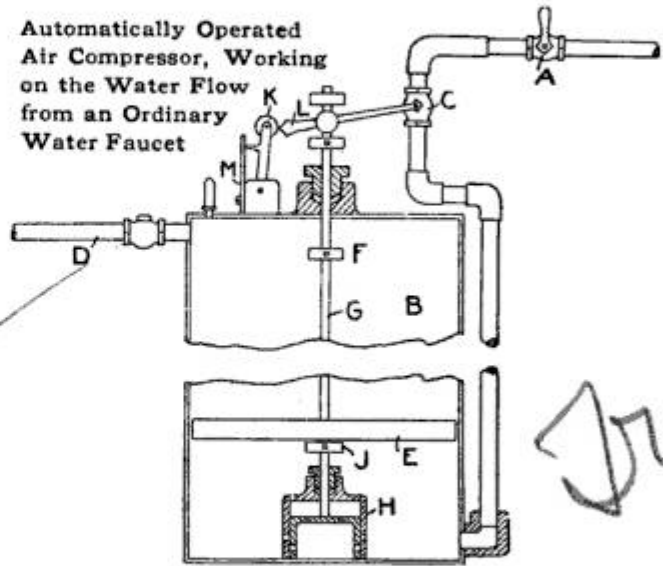 Automatically Operated
Air Compressor, Working
on the Water Flow
from an Ordinary
Water Faucet
A
K
L
C
M
D
F
G
B
E
J
H